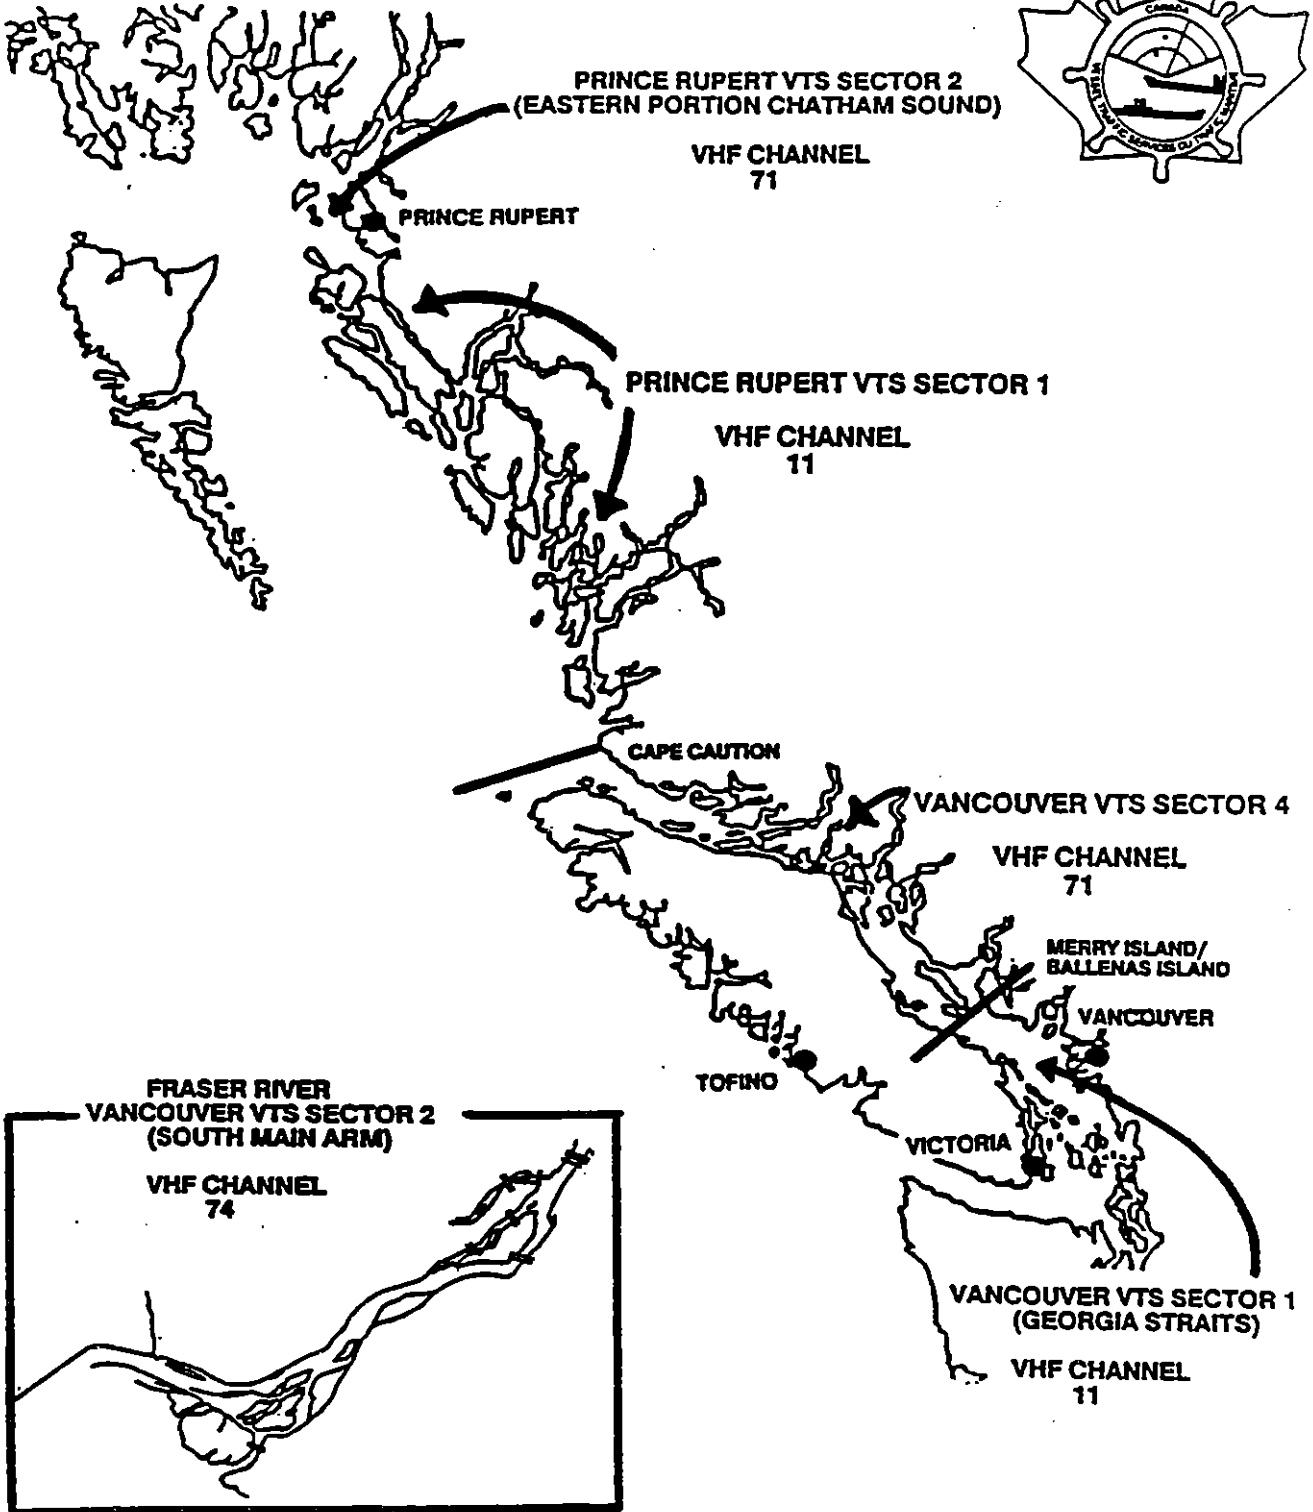 CANADA
PRINCE RUPERT VTS SECTOR 2
(EASTERN PORTION CHATHAM SOUND)
VHF CHANNEL
71
PRINCE RUPERT
PRINCE RUPERT VTS SECTOR 1
VHF CHANNEL
11
CAPE CAUTION
VANCOUVER VTS SECTOR 4
VHF CHANNEL
71
MERRY ISLAND/
BALLENAS ISLAND
VANCOUVER
TOFINO
VICTORIA
FRASER RIVER
VANCOUVER VTS SECTOR 2
(SOUTH MAIN ARM)
VHF CHANNEL
74
VANCOUVER VTS SECTOR 1
(GEORGIA STRAITS)
VHF CHANNEL
11